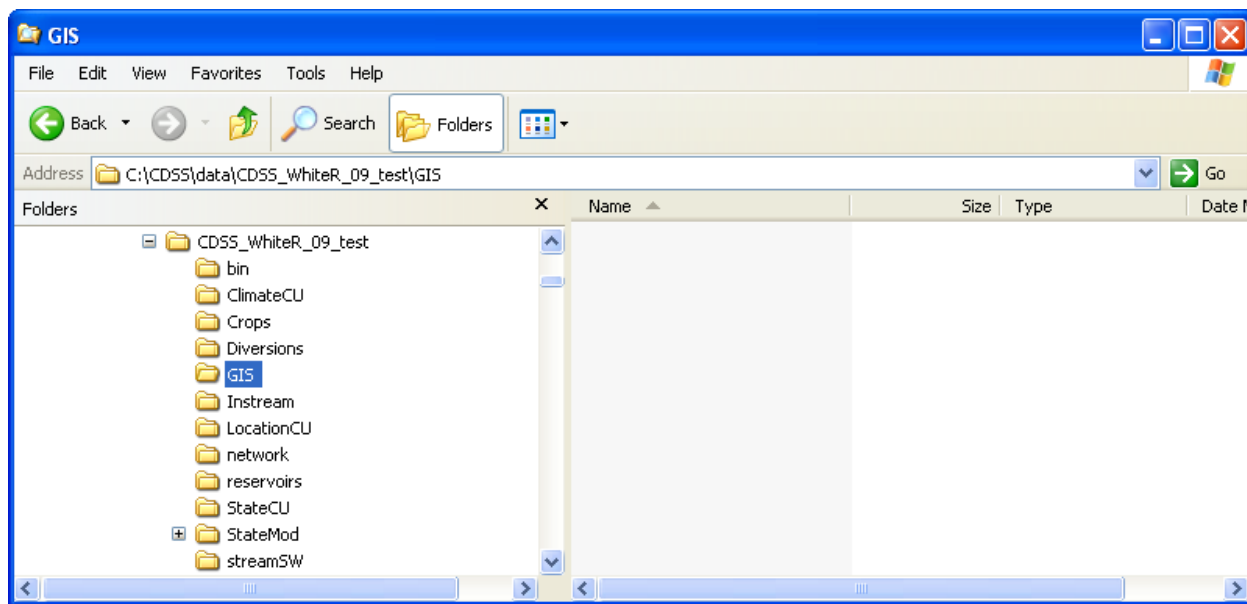 GIS
File Edit View Favorites Tools Help
Back Search Folders
Address C:\CDSS\data\CDSS_WhiteR_09_test\GIS Go
Folders × Name Size Type Date M
CDSS_WhiteR_09_test
bin
ClimateCU
Crops
Diversions
GIS
Instream
LocationCU
network
reservoirs
StateCU
StateMod
streamSW